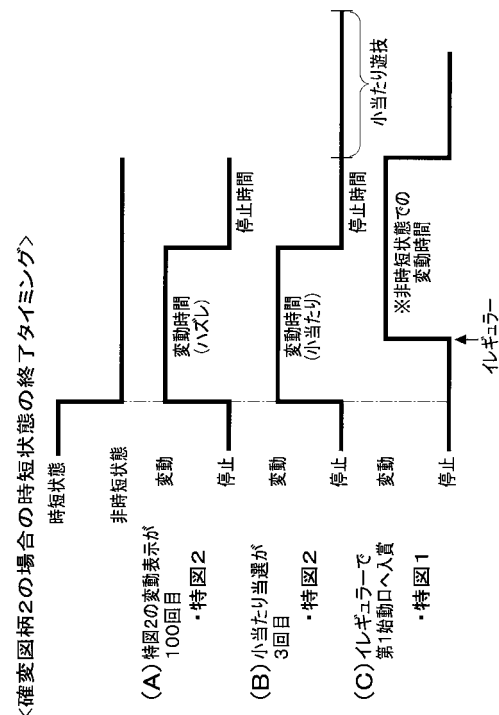 <確変図柄2の場合の時短状態の終了タイミング>
時短状態
非時短状態
(A)特図2の変動表示が
100回目
・特図2
変動
停止
変動時間
(ハズレ)
停止時間
(B)小当たり当選が
3回目
・特図2
変動
停止
変動時間
(小当たり)
停止時間
小当たり遊技
(C)イレギュラーで
第1始動口へ入賞
・特図1
変動
停止
※非時短状態での
変動時間
イレギュラー